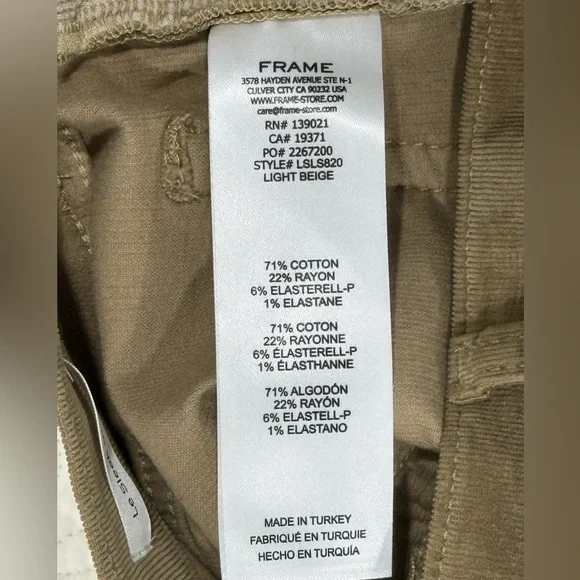 FRAME
3578 HAYDEN AVENUE STE N-1
CULVER CITY CA 90232 USA
WWW.FRAME-STORE.COM
care@frame-store.com
RN# 139021
CA# 19371
PO# 2267200
STYLE# LSLS820
LIGHT BEIGE
71% COTTON
22% RAYON
6% ELASTERELL-P
1% ELASTANE
71% COTON
22% RAYONNE
6% ÉLASTERELL-P
1% ÉLASTHANNE
71% ALGODÓN
22% RAYÓN
6% ELASTELL-P
1% ELASTANO
MADE IN TURKEY
FABRIQUÉ EN TURQUIE
HECHO EN TURQUÍA
Le